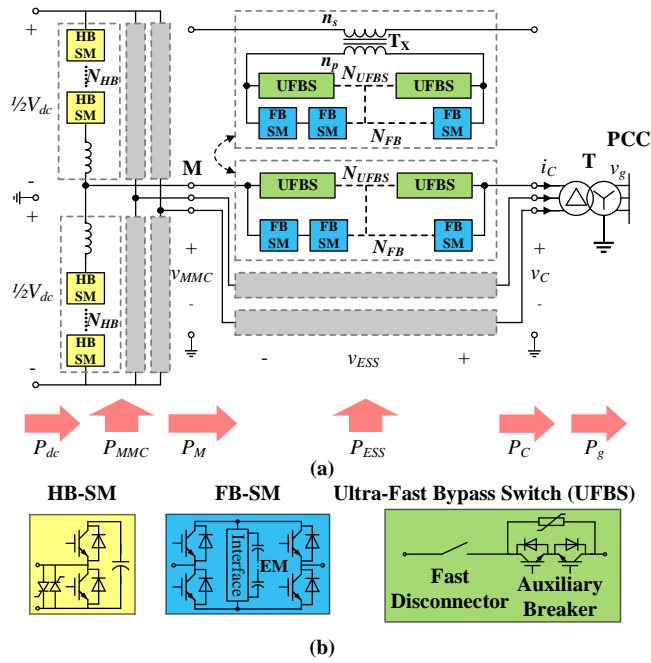 +
HB
SM
N_HB
½V_dc
HB
SM
-
+
HB
SM
½V_dc
N_HB
HB
SM
-
n_s
T_X
n_p
UFBS
N_UFBS
UFBS
FB
SM
FB
SM
FB
SM
N_FB
M
UFBS
N_UFBS
UFBS
FB
SM
FB
SM
FB
SM
N_FB
PCC
i_C
T
v_g
+
v_MMC
-
+
v_C
-
- v_ESS +
P_dc P_MMC P_M P_ESS P_C P_g
(a)
HB-SM FB-SM Ultra-Fast Bypass Switch (UFBS)
Interface
EM
Fast
Disconnector
Auxiliary
Breaker
(b)